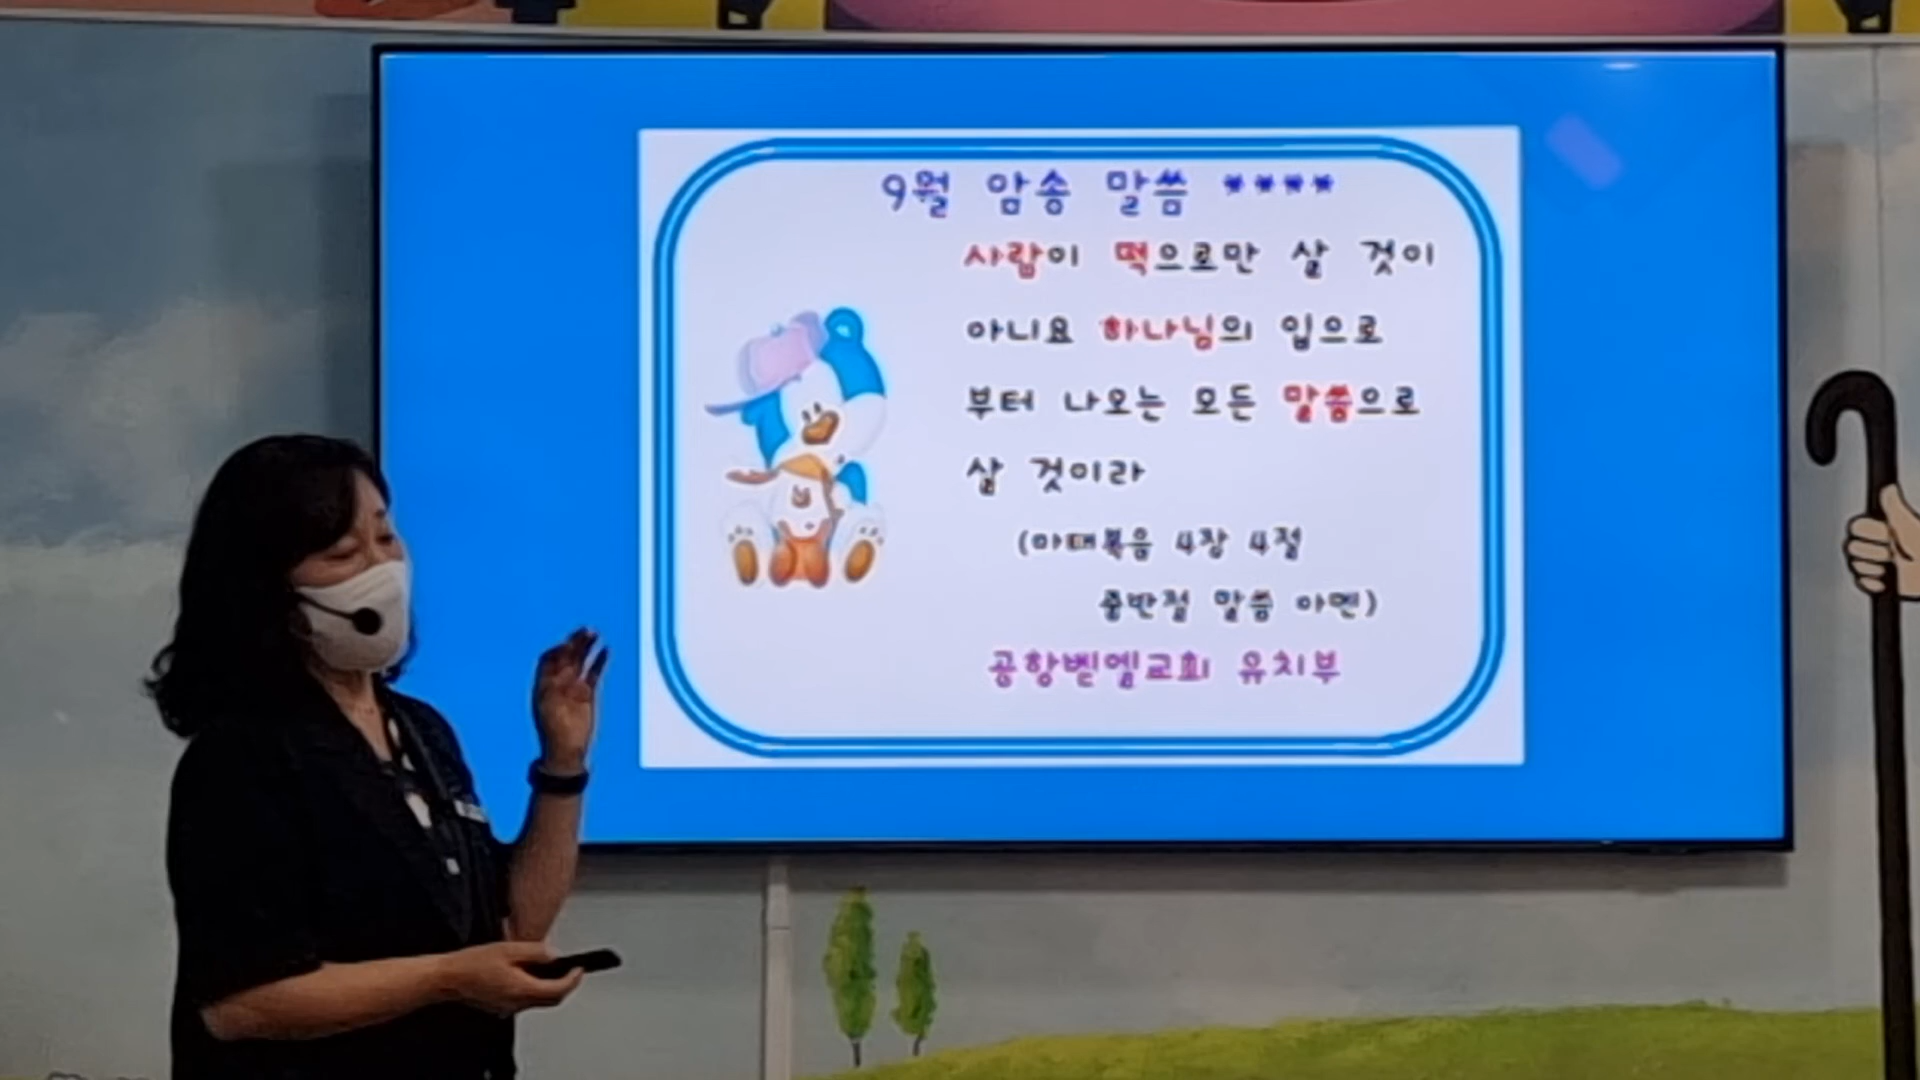 9월 암송 말씀 ****
사람이 떡으로만 살 것이
아니요 하나님의 입으로
부터 나오는 모든 말씀으로
살 것이라
(마태복음 4장 4절
중반절 말씀 아멘)
공항벧엘교회 유치부